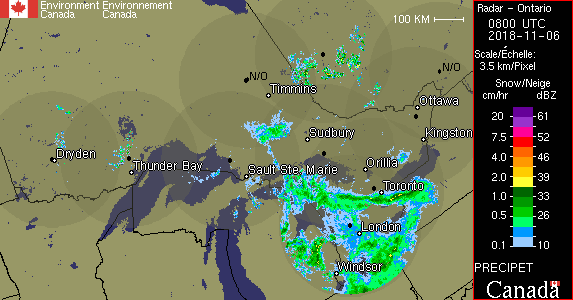 Environment Environnement
Canada Canada
100 KM
N/O
N/O
Timmins
Ottawa
Sudbury
Kingston
Dryden
Thunder Bay
Sault Ste. Marie
Orillia
Toronto
London
Windsor
Radar - Ontario
0800 UTC
2018-11-06
Scale/Échelle:
3.5 km/Pixel
Snow/Neige
cm/hr dBZ
20 61
7.5 52
4.0 46
2.0 39
1.0 33
0.5 26
0.1 10
PRECIPET
Canada